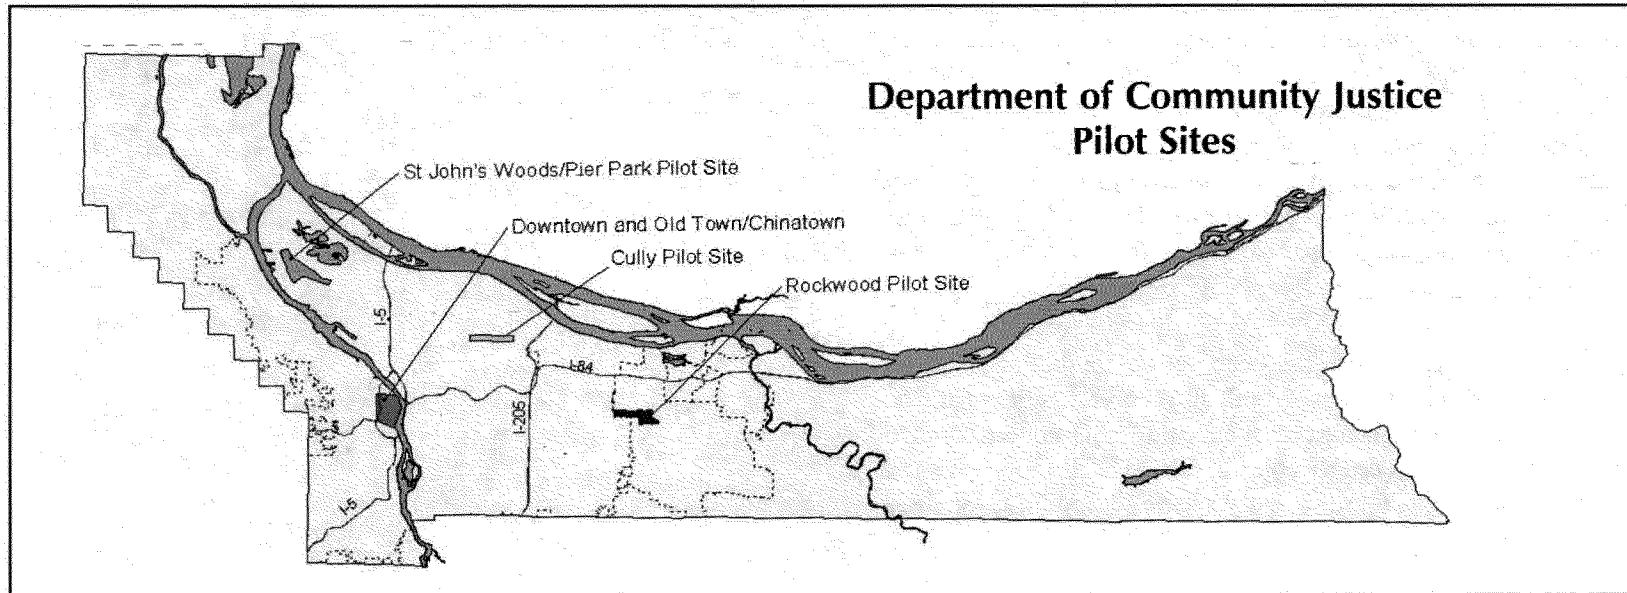 Department of Community Justice
Pilot Sites
St John's Woods/Pier Park Pilot Site
Downtown and Old Town/Chinatown
Cully Pilot Site
Rockwood Pilot Site
I-5
I-84
I-205
I-5